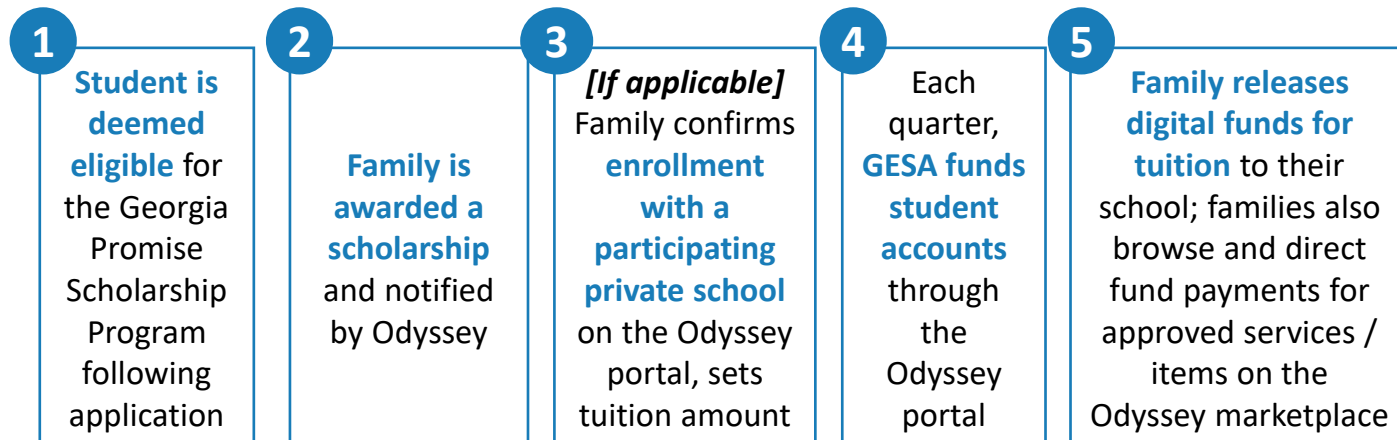 1
Student is
deemed
eligible for
the Georgia
Promise
Scholarship
Program
following
application
2
Family is
awarded a
scholarship
and notified
by Odyssey
3
[If applicable]
Family confirms
enrollment
with a
participating
private school
on the Odyssey
portal, sets
tuition amount
4
Each
quarter,
GESA funds
student
accounts
through
the
Odyssey
portal
5
Family releases
digital funds for
tuition to their
school; families also
browse and direct
fund payments for
approved services /
items on the
Odyssey marketplace